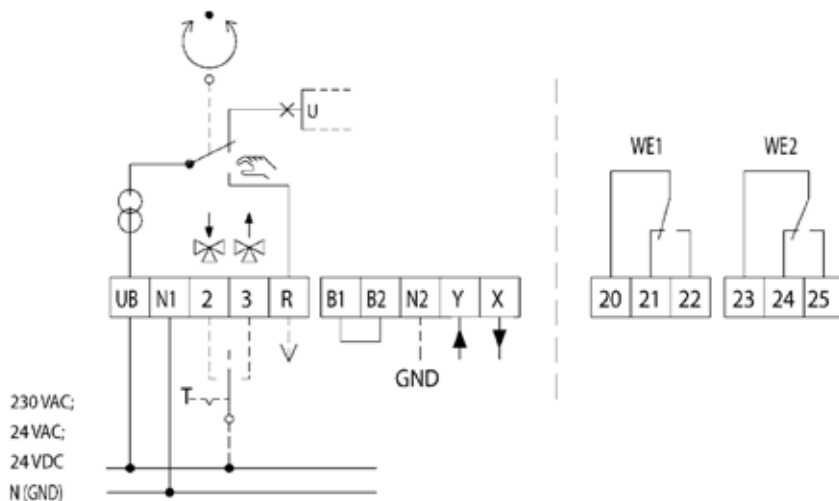 U
WE1 WE2
UB N1 2 3 R B1 B2 N2 Y X 20 21 22 23 24 25
GND
T
230 VAC;
24 VAC;
24 VDC
N (GND)